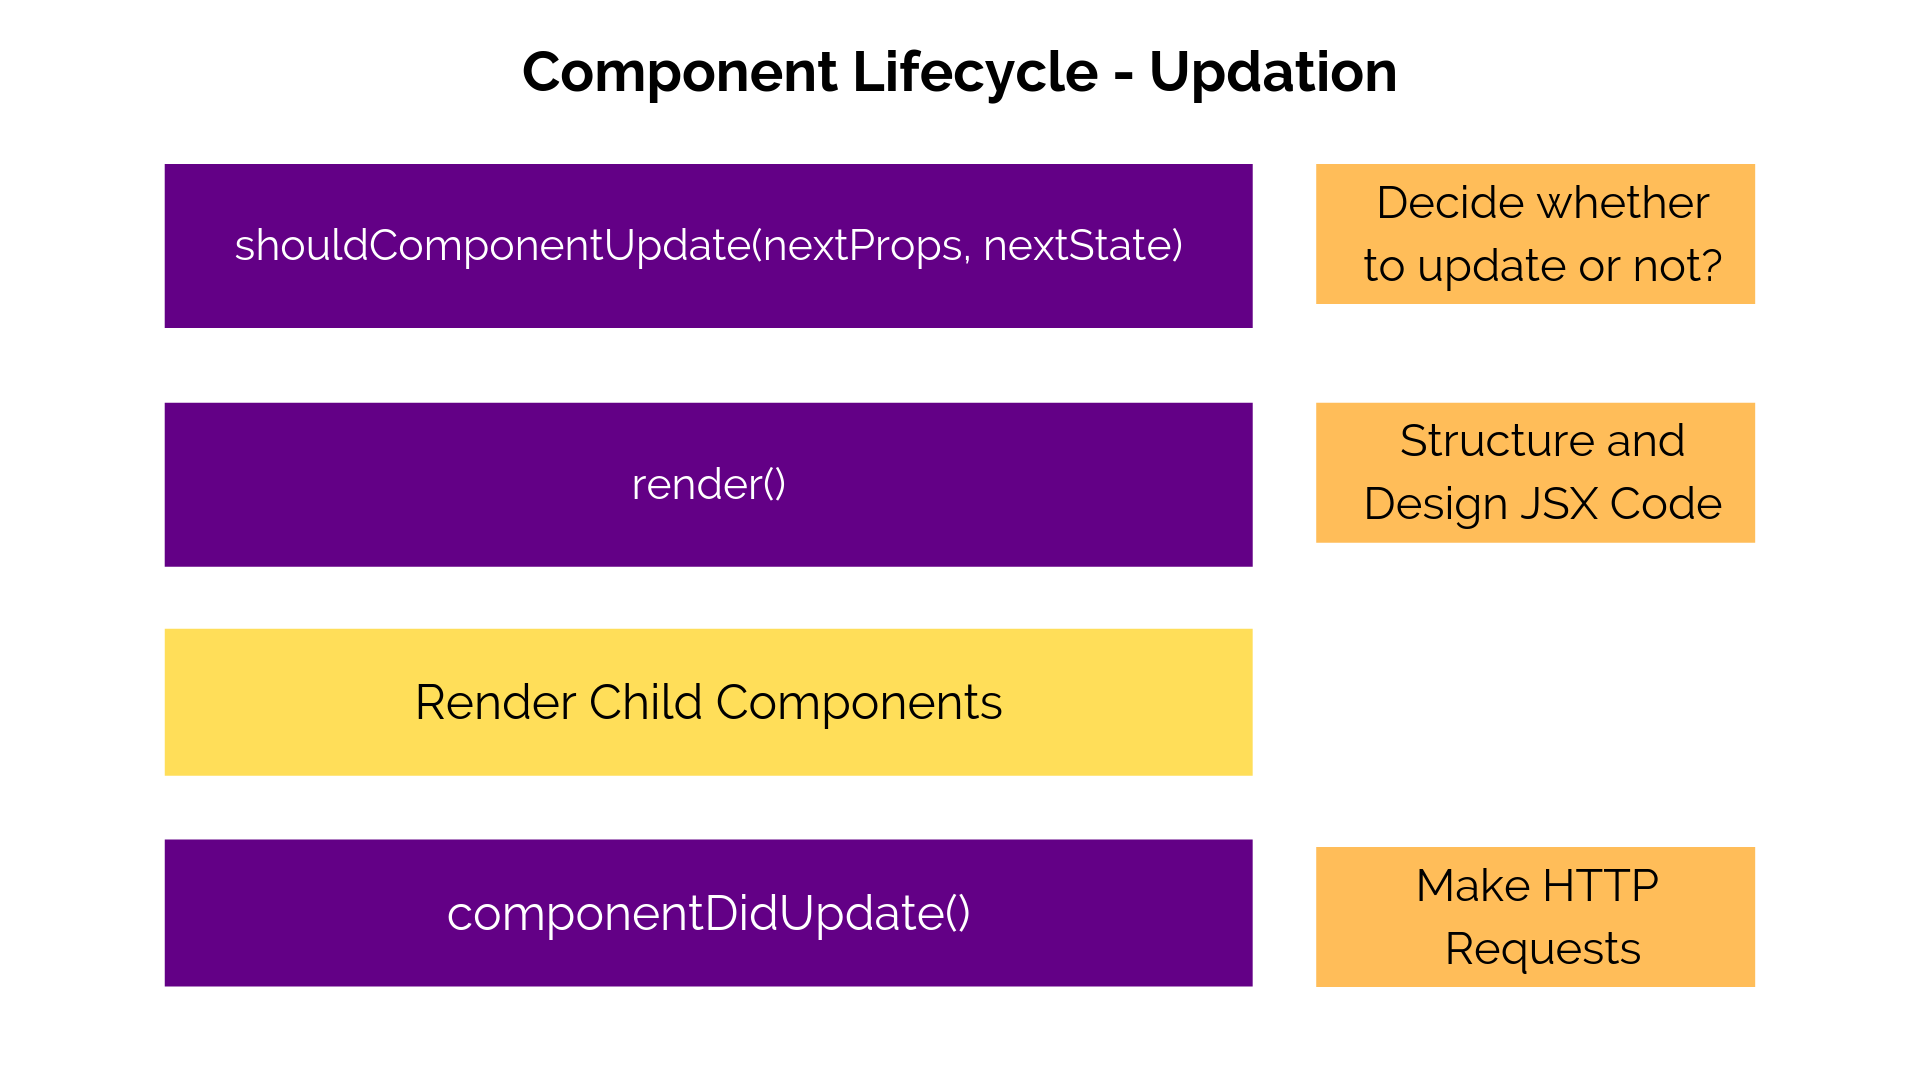 Component Lifecycle - Updation
shouldComponentUpdate(nextProps, nextState)
Decide whether
to update or not?
render()
Structure and
Design JSX Code
Render Child Components
componentDidUpdate()
Make HTTP
Requests